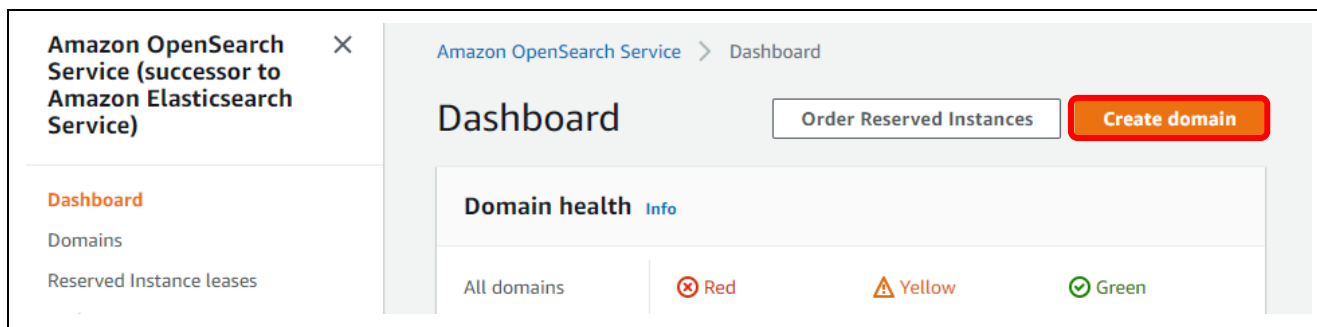 Amazon OpenSearch
Service (successor to
Amazon Elasticsearch
Service)
Dashboard
Domains
Reserved Instance leases
Amazon OpenSearch Service > Dashboard
Dashboard
Order Reserved Instances
Create domain
Domain health Info
All domains
Red
Yellow
Green